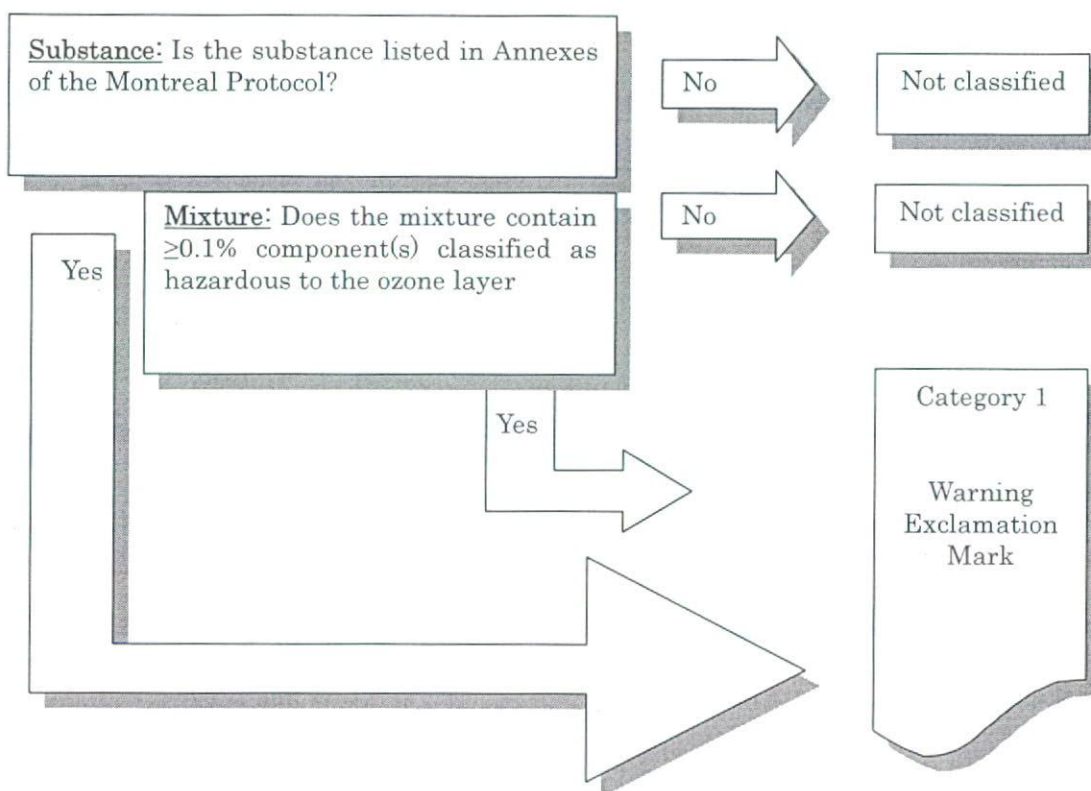 Substance: Is the substance listed in Annexes
of the Montreal Protocol?
No
Not classified
Mixture: Does the mixture contain
≥0.1% component(s) classified as
hazardous to the ozone layer
No
Not classified
Yes
Yes
Category 1
Warning
Exclamation
Mark